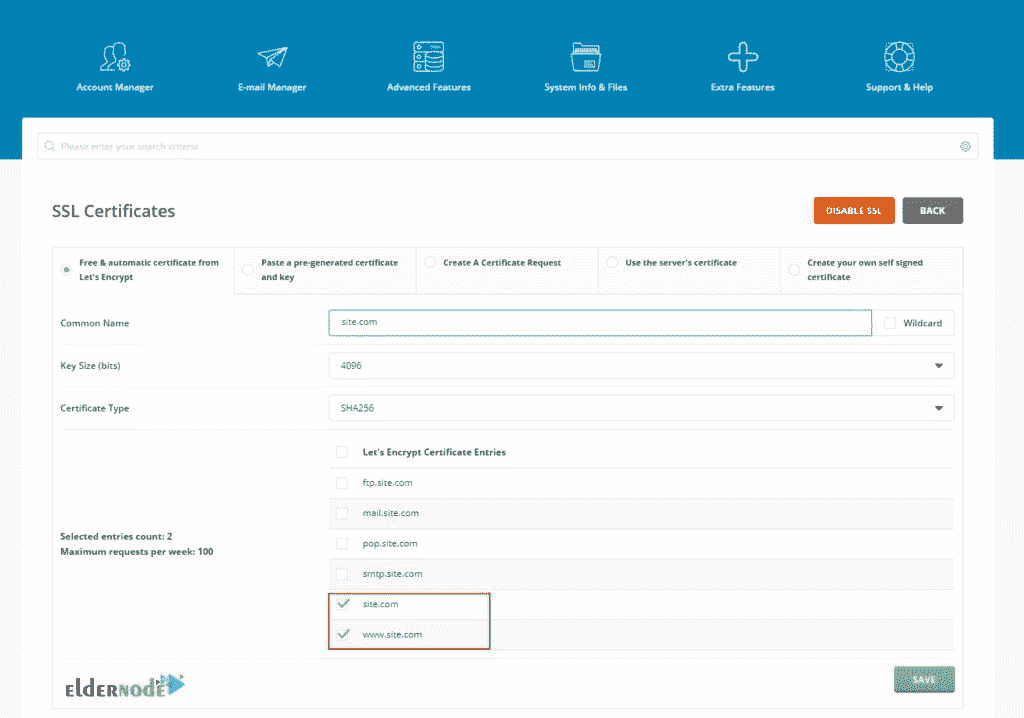 Account Manager
E-mail Manager
Advanced Features
System Info & Files
Extra Features
Support & Help
Please enter your search criteria
SSL Certificates
DISABLE SSL
BACK
Free & automatic certificate from
Let's Encrypt
Paste a pre-generated certificate
and key
Create A Certificate Request
Use the server's certificate
Create your own self signed
certificate
Common Name
site.com
Wildcard
Key Size (bits)
4096
Certificate Type
SHA256
Selected entries count: 2
Maximum requests per week: 100
Let's Encrypt Certificate Entries
ftp.site.com
mail.site.com
pop.site.com
smtp.site.com
site.com
www.site.com
ELDERNODE
SAVE